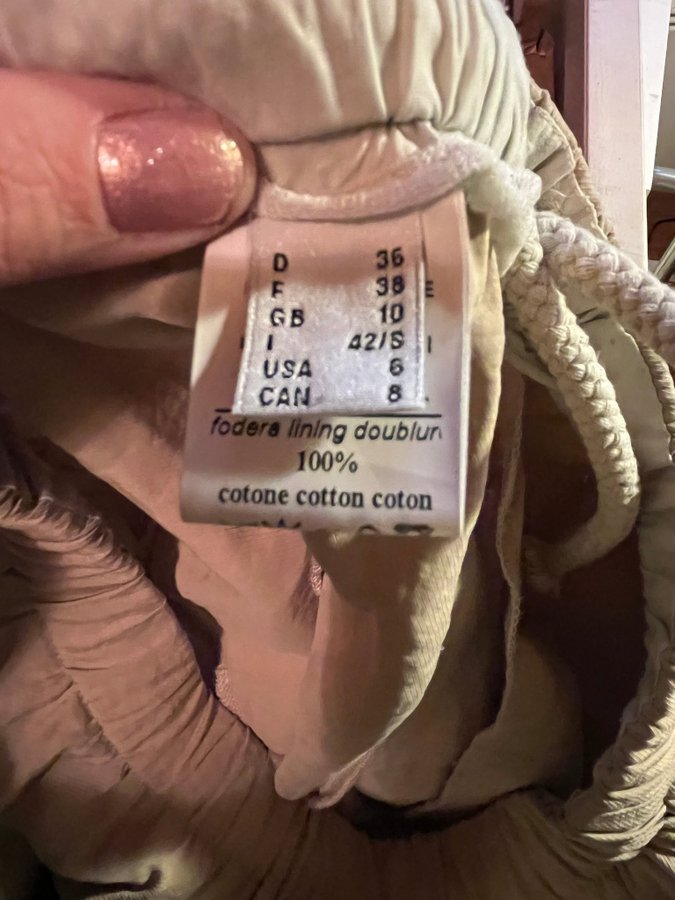 D 36
F 38
GB 10
I 42/S
USA 6
CAN 8
fodera lining doublur
100%
cotone cotton coton